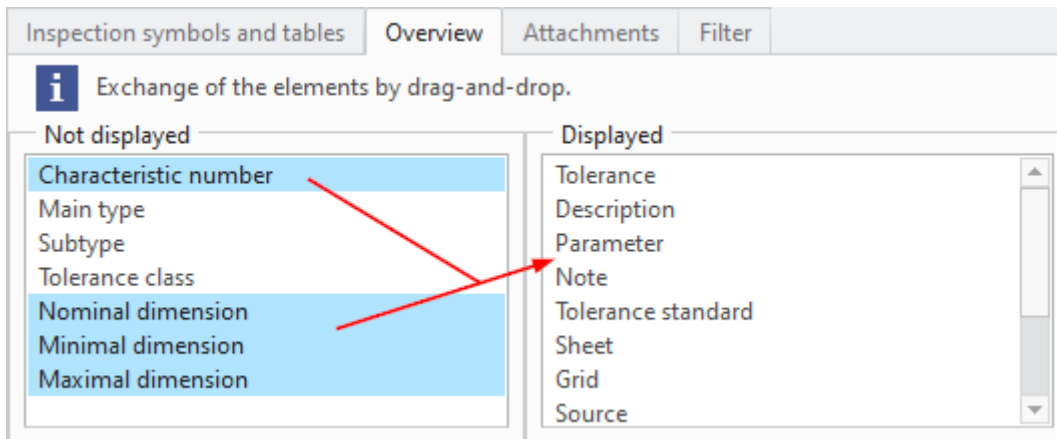 Inspection symbols and tables
Overview
Attachments
Filter
i
Exchange of the elements by drag-and-drop.
Not displayed
Characteristic number
Main type
Subtype
Tolerance class
Nominal dimension
Minimal dimension
Maximal dimension
Displayed
Tolerance
Description
Parameter
Note
Tolerance standard
Sheet
Grid
Source